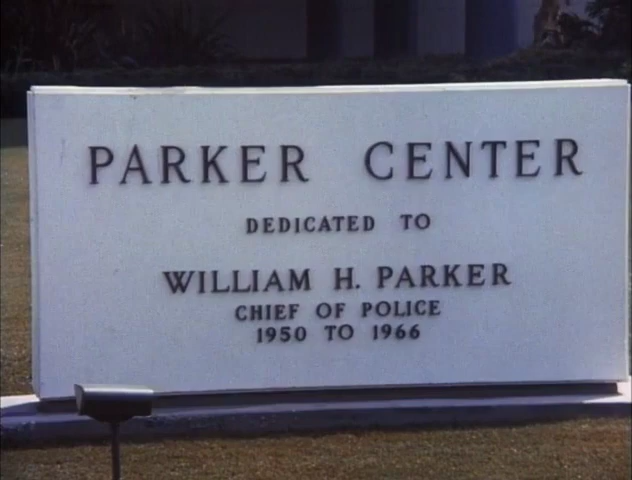 PARKER CENTER
DEDICATED TO
WILLIAM H. PARKER
CHIEF OF POLICE
1950 TO 1966